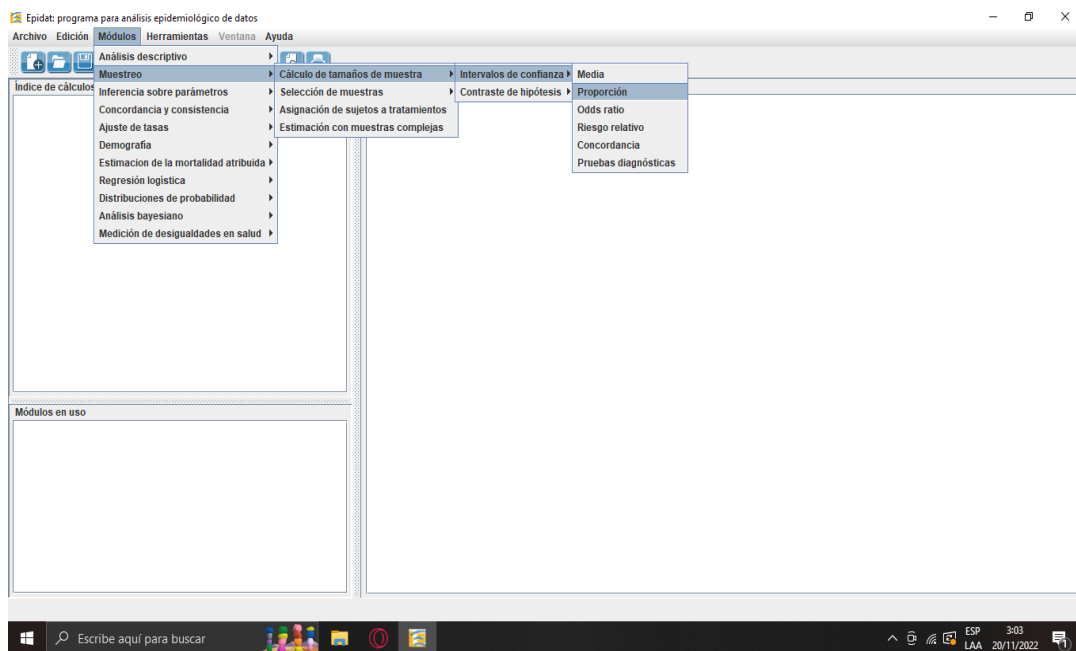 Epidat: programa para análisis epidemiológico de datos
Archivo Edición Módulos Herramientas Ventana Ayuda
Índice de cálculos
Análisis descriptivo
Muestreo
Inferencia sobre parámetros
Concordancia y consistencia
Ajuste de tasas
Demografía
Estimacion de la mortalidad atribuida
Regresión logística
Distribuciones de probabilidad
Análisis bayesiano
Medición de desigualdades en salud
Cálculo de tamaños de muestra
Selección de muestras
Asignación de sujetos a tratamientos
Estimación con muestras complejas
Intervalos de confianza
Contraste de hipótesis
Media
Proporción
Odds ratio
Riesgo relativo
Concordancia
Pruebas diagnósticas
Módulos en uso
Escribe aquí para buscar
ESP
LAA
3:03
20/11/2022
1